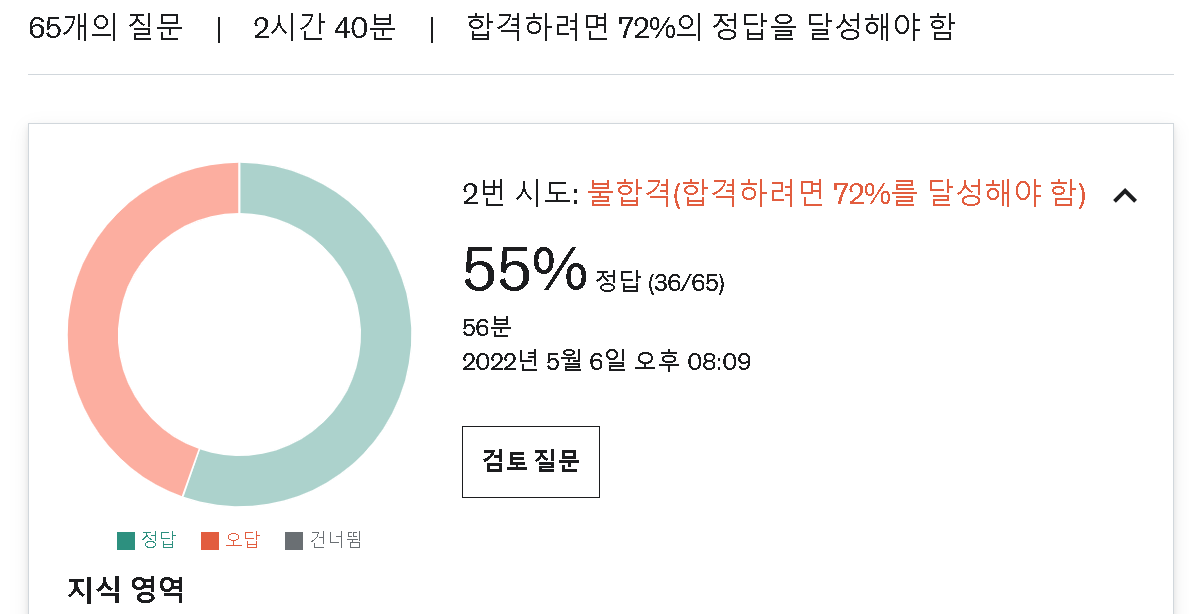 65개의 질문 | 2시간 40분 | 합격하려면 72%의 정답을 달성해야 함
2번 시도: 불합격(합격하려면 72%를 달성해야 함)
55% 정답 (36/65)
56분
2022년 5월 6일 오후 08:09
검토 질문
정답 오답 건너뜀
지식 영역